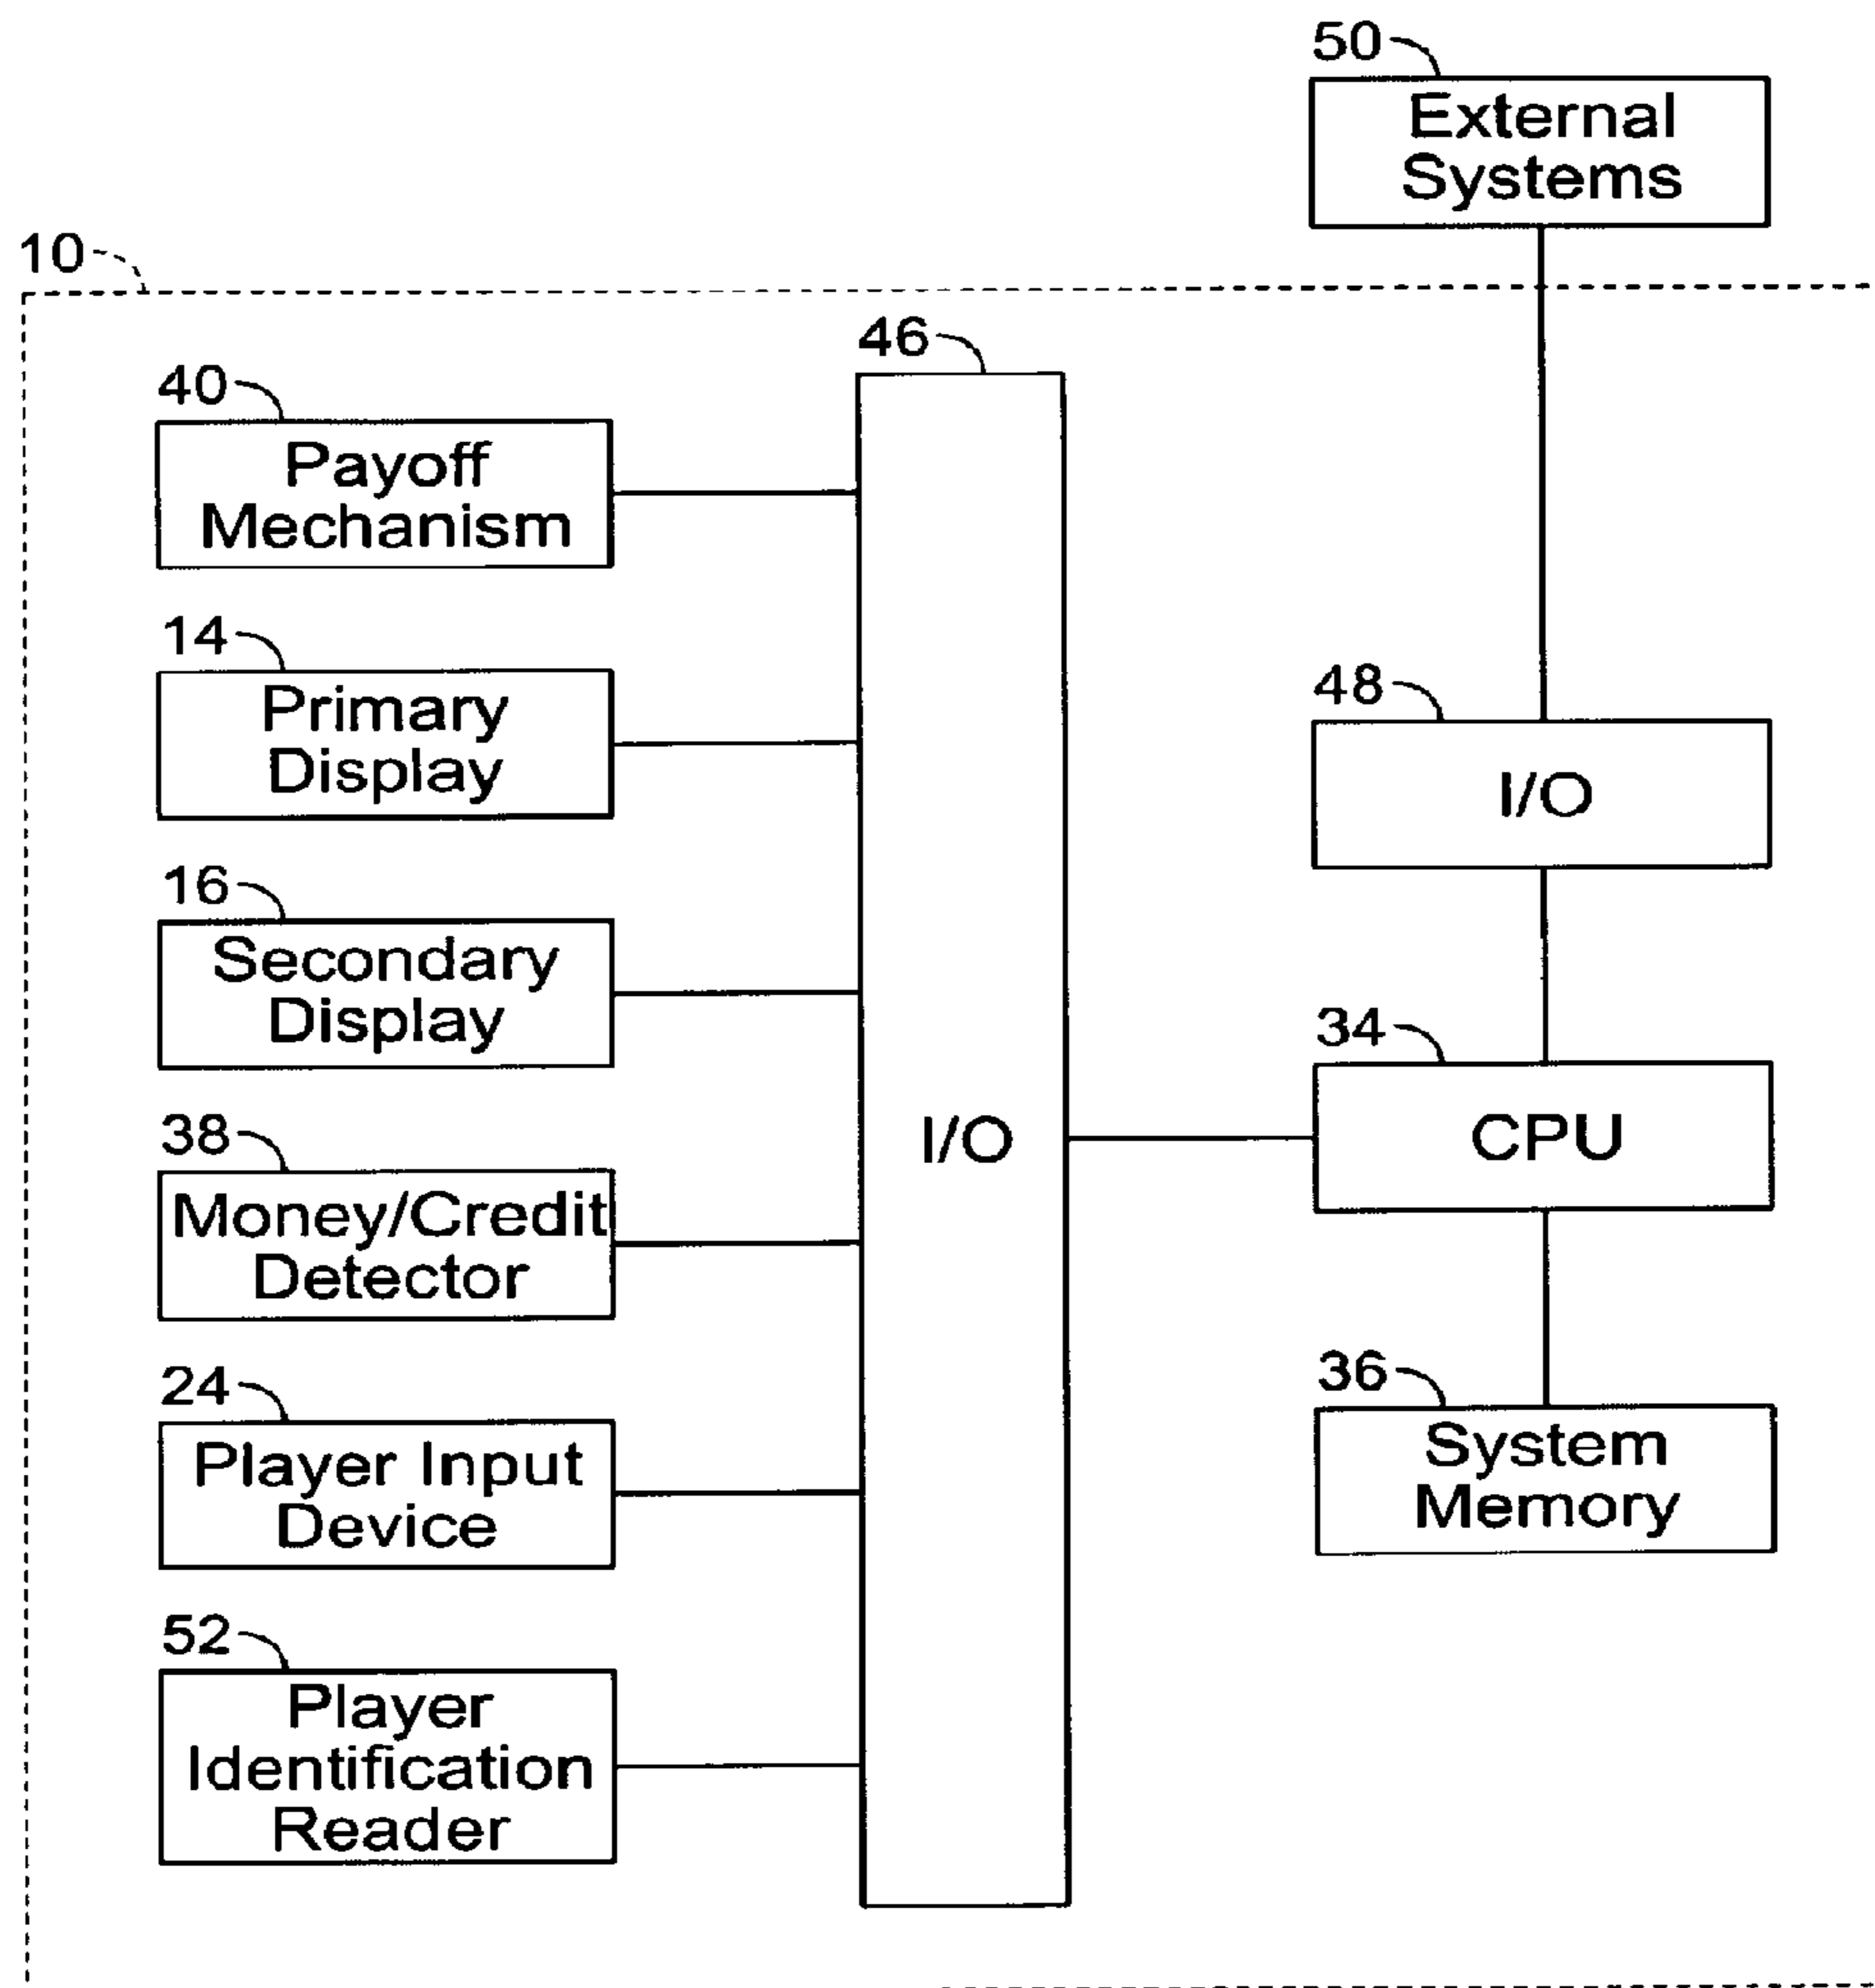 50
External
Systems
10
46
40
Payoff
Mechanism
14
Primary
Display
48
I/O
16
Secondary
Display
34
CPU
38
Money/Credit
Detector
I/O
24
Player Input
Device
36
System
Memory
52
Player
Identification
Reader